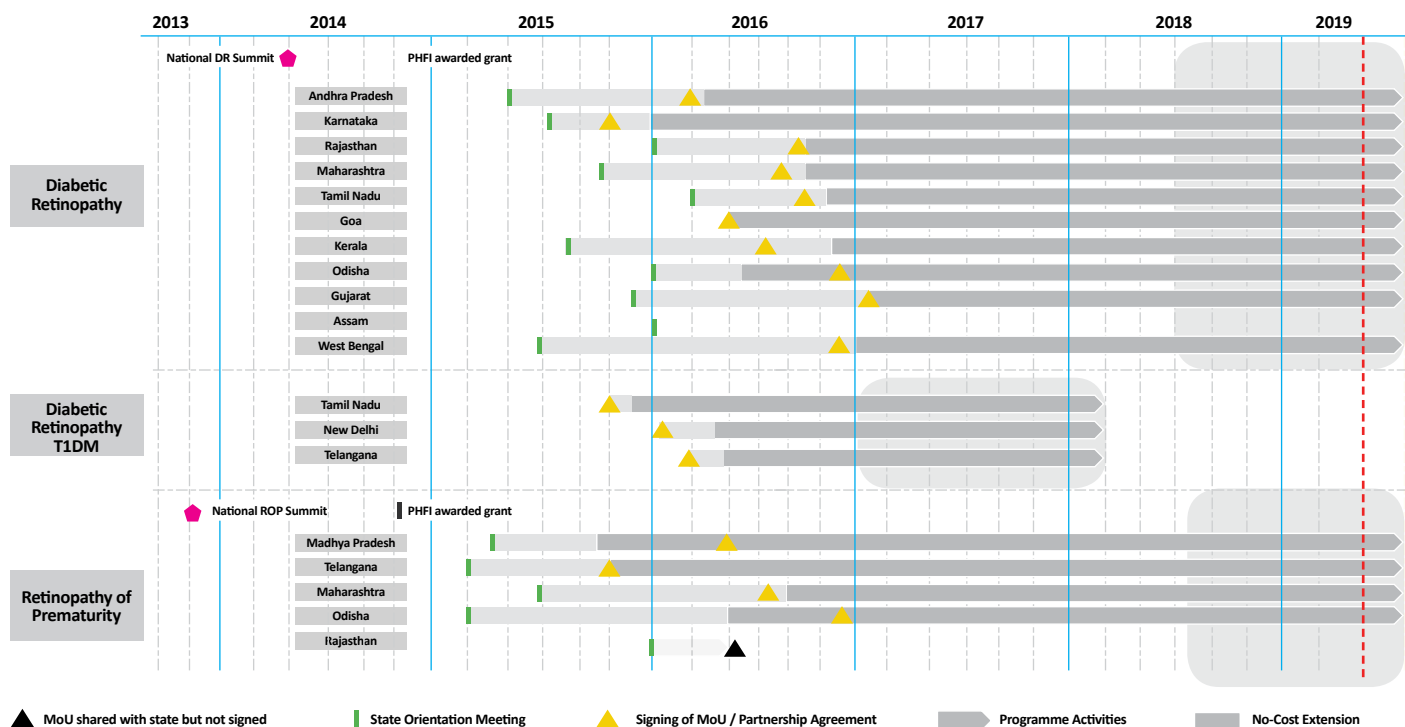 2013 2014 2015 2016 2017 2018 2019
National DR Summit PHFI awarded grant
Diabetic
Retinopathy
Andhra Pradesh
Karnataka
Rajasthan
Maharashtra
Tamil Nadu
Goa
Kerala
Odisha
Gujarat
Assam
West Bengal
Diabetic
Retinopathy
T1DM
Tamil Nadu
New Delhi
Telangana
National ROP Summit PHFI awarded grant
Retinopathy of
Prematurity
Madhya Pradesh
Telangana
Maharashtra
Odisha
Rajasthan
MoU shared with state but not signed State Orientation Meeting Signing of MoU / Partnership Agreement Programme Activities No-Cost Extension